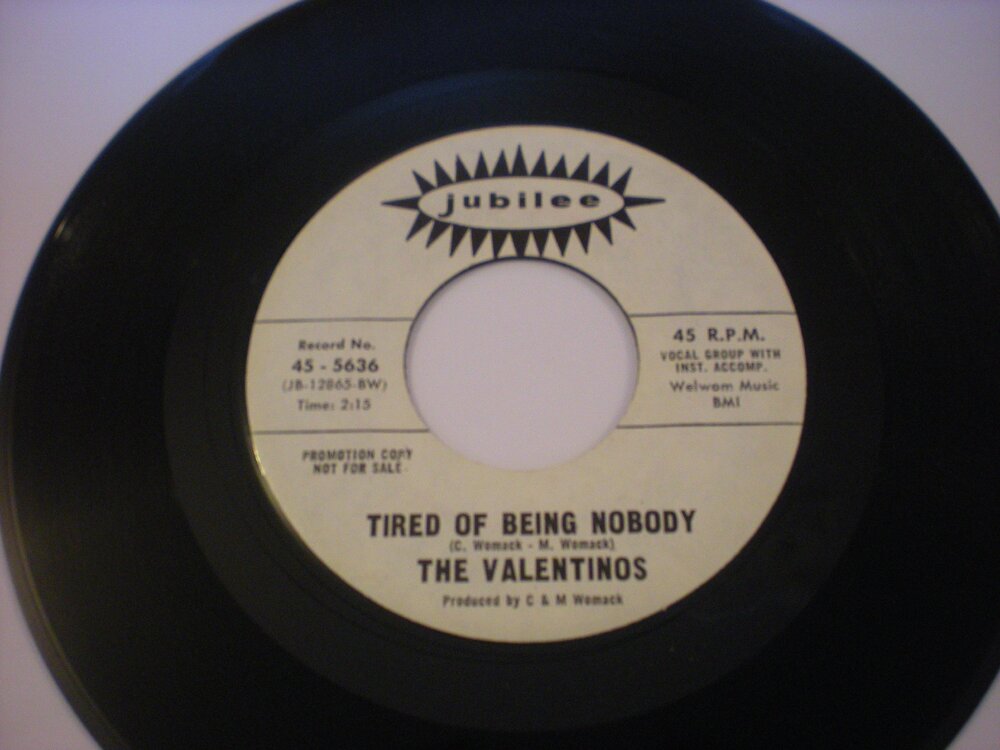 jubilee
Record No.
45 - 5636
(JB-12865-BW)
Time: 2:15
45 R.P.M.
VOCAL GROUP WITH
INST. ACCOMP.
Welwom Music
BMI
PROMOTION COPY
NOT FOR SALE
TIRED OF BEING NOBODY
(C. Womack - M. Womack)
THE VALENTINOS
Produced by C & M Womack